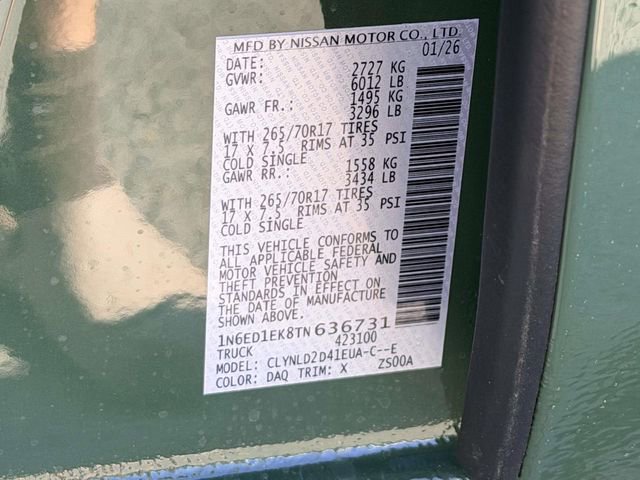 MFD BY NISSAN MOTOR CO., LTD.
DATE: 01/26
GVWR: 2727 KG
6012 LB
GAWR FR.: 1495 KG
3296 LB
WITH 265/70R17 TIRES
17 X 7.5 RIMS AT 35 PSI
COLD SINGLE
GAWR RR.: 1558 KG
3434 LB
WITH 265/70R17 TIRES
17 X 7.5 RIMS AT 35 PSI
COLD SINGLE
THIS VEHICLE CONFORMS TO
ALL APPLICABLE FEDERAL
MOTOR VEHICLE SAFETY AND
THEFT PREVENTION
STANDARDS IN EFFECT ON
THE DATE OF MANUFACTURE
SHOWN ABOVE.
1N6ED1EK8TN636731
TRUCK 423100
MODEL: CLYNLD2D41EUA-C--E
COLOR: DAQ TRIM: X ZS00A